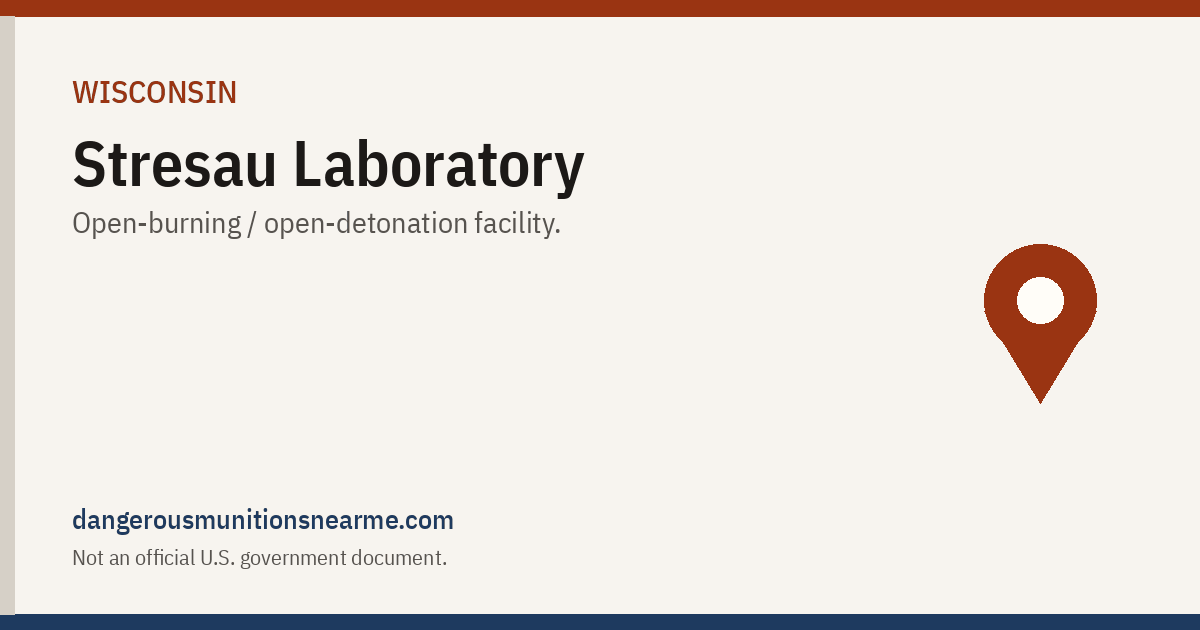 WISCONSIN
Stresau Laboratory
Open-burning / open-detonation facility.
dangerousmunitionsnearme.com
Not an official U.S. government document.